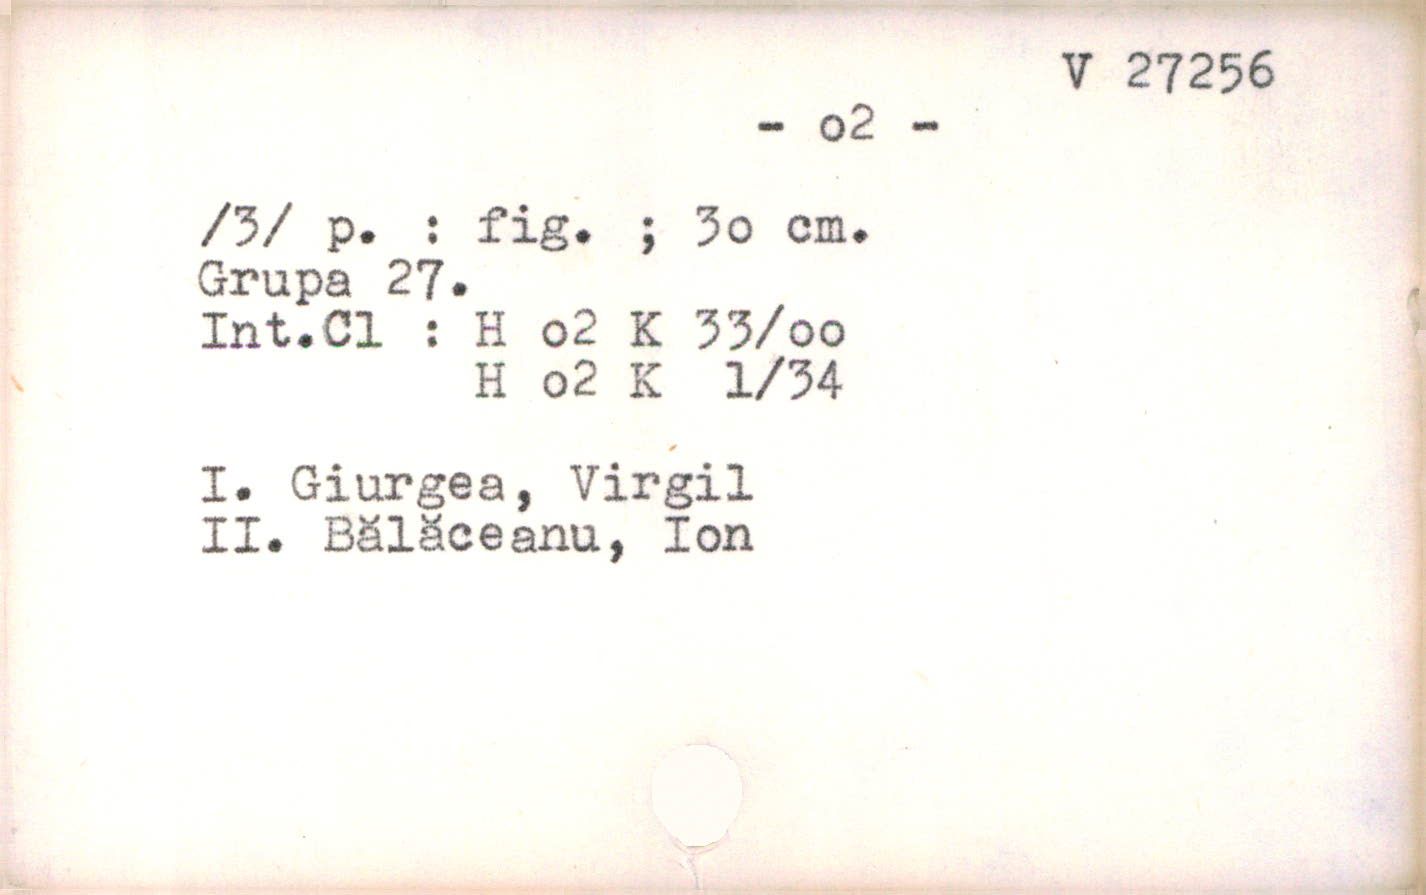 V 27256
- o2 -
/3/ p. : fig. ; 3o cm.
Grupa 27.
Int.Cl : H o2 K 33/oo
H o2 K 1/34
I. Giurgea, Virgil
II. Bălăceanu, Ion